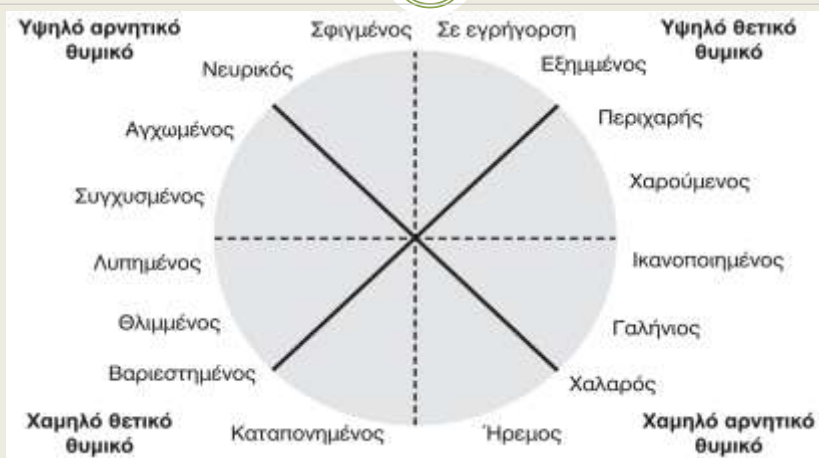 Υψηλό αρνητικό
θυμικό
Σφιγμένος
Σε εγρήγορση
Υψηλό θετικό
θυμικό
Νευρικός
Εξημμένος
Αγχωμένος
Περιχαρής
Συγχυσμένος
Χαρούμενος
Λυπημένος
Ικανοποιημένος
Θλιμμένος
Γαλήνιος
Βαριεστημένος
Χαλαρός
Χαμηλό θετικό
θυμικό
Καταπονημένος
Ήρεμος
Χαμηλό αρνητικό
θυμικό